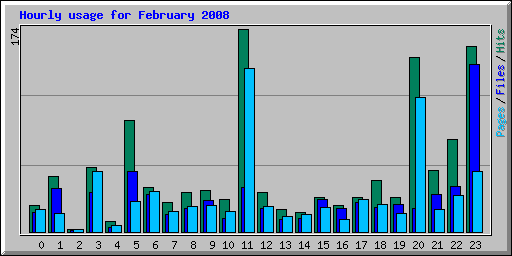 Hourly usage for February 2008
174
Pages / Files / Hits
0 1 2 3 4 5 6 7 8 9 10 11 12 13 14 15 16 17 18 19 20 21 22 23